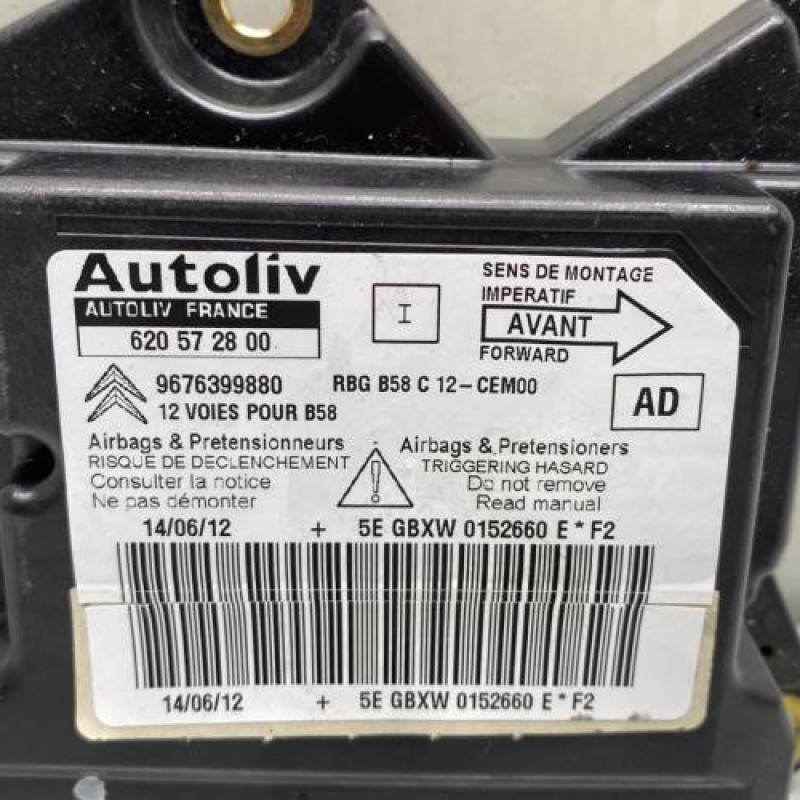 Autoliv
AUTOLIV FRANCE
620 57 28 00
I
SENS DE MONTAGE
IMPERATIF
AVANT
FORWARD
9676399880 RBG B58 C 12-CEM00
12 VOIES POUR B58
AD
Airbags & Pretensionneurs
RISQUE DE DECLENCHEMENT
Consulter la notice
Ne pas démonter
Airbags & Pretensioners
TRIGGERING HASARD
Do not remove
Read manual
14/06/12 + 5E GBXW 0152660 E * F2
14/06/12 + 5E GBXW 0152660 E * F2